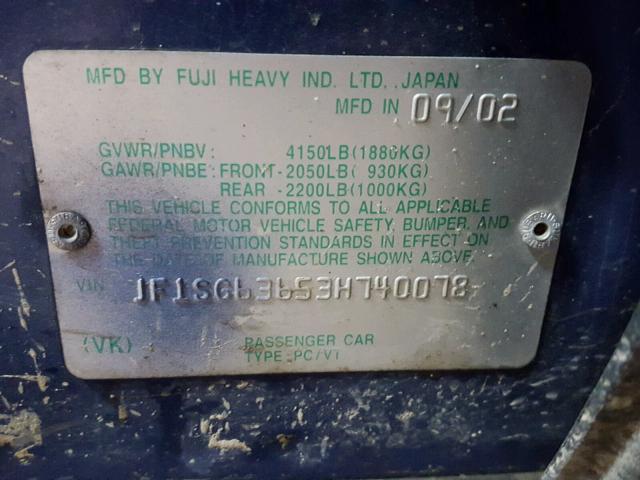 MFD BY FUJI HEAVY IND. LTD. JAPAN
MFD IN 09/02
GVWR/PNBV: 4150LB(1886KG)
GAWR/PNBE: FRONT-2050LB( 930KG)
REAR -2200LB(1000KG)
THIS VEHICLE CONFORMS TO ALL APPLICABLE
FEDERAL MOTOR VEHICLE SAFETY, BUMPER, AND
THEFT PREVENTION STANDARDS IN EFFECT ON
THE DATE OF MANUFACTURE SHOWN ABOVE.
VIN JF1SG63653H740078
(VK) PASSENGER CAR
TYPE PC/V1